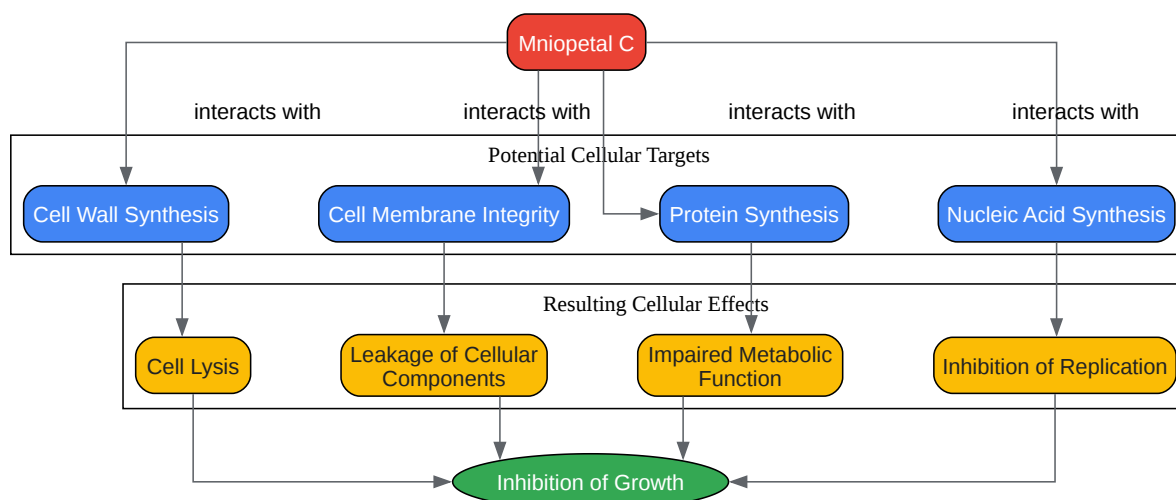 Mniopetal C
interacts with
interacts with
interacts with
interacts with
Potential Cellular Targets
Cell Wall Synthesis
Cell Membrane Integrity
Protein Synthesis
Nucleic Acid Synthesis
Resulting Cellular Effects
Cell Lysis
Leakage of Cellular
Components
Impaired Metabolic
Function
Inhibition of Replication
Inhibition of Growth